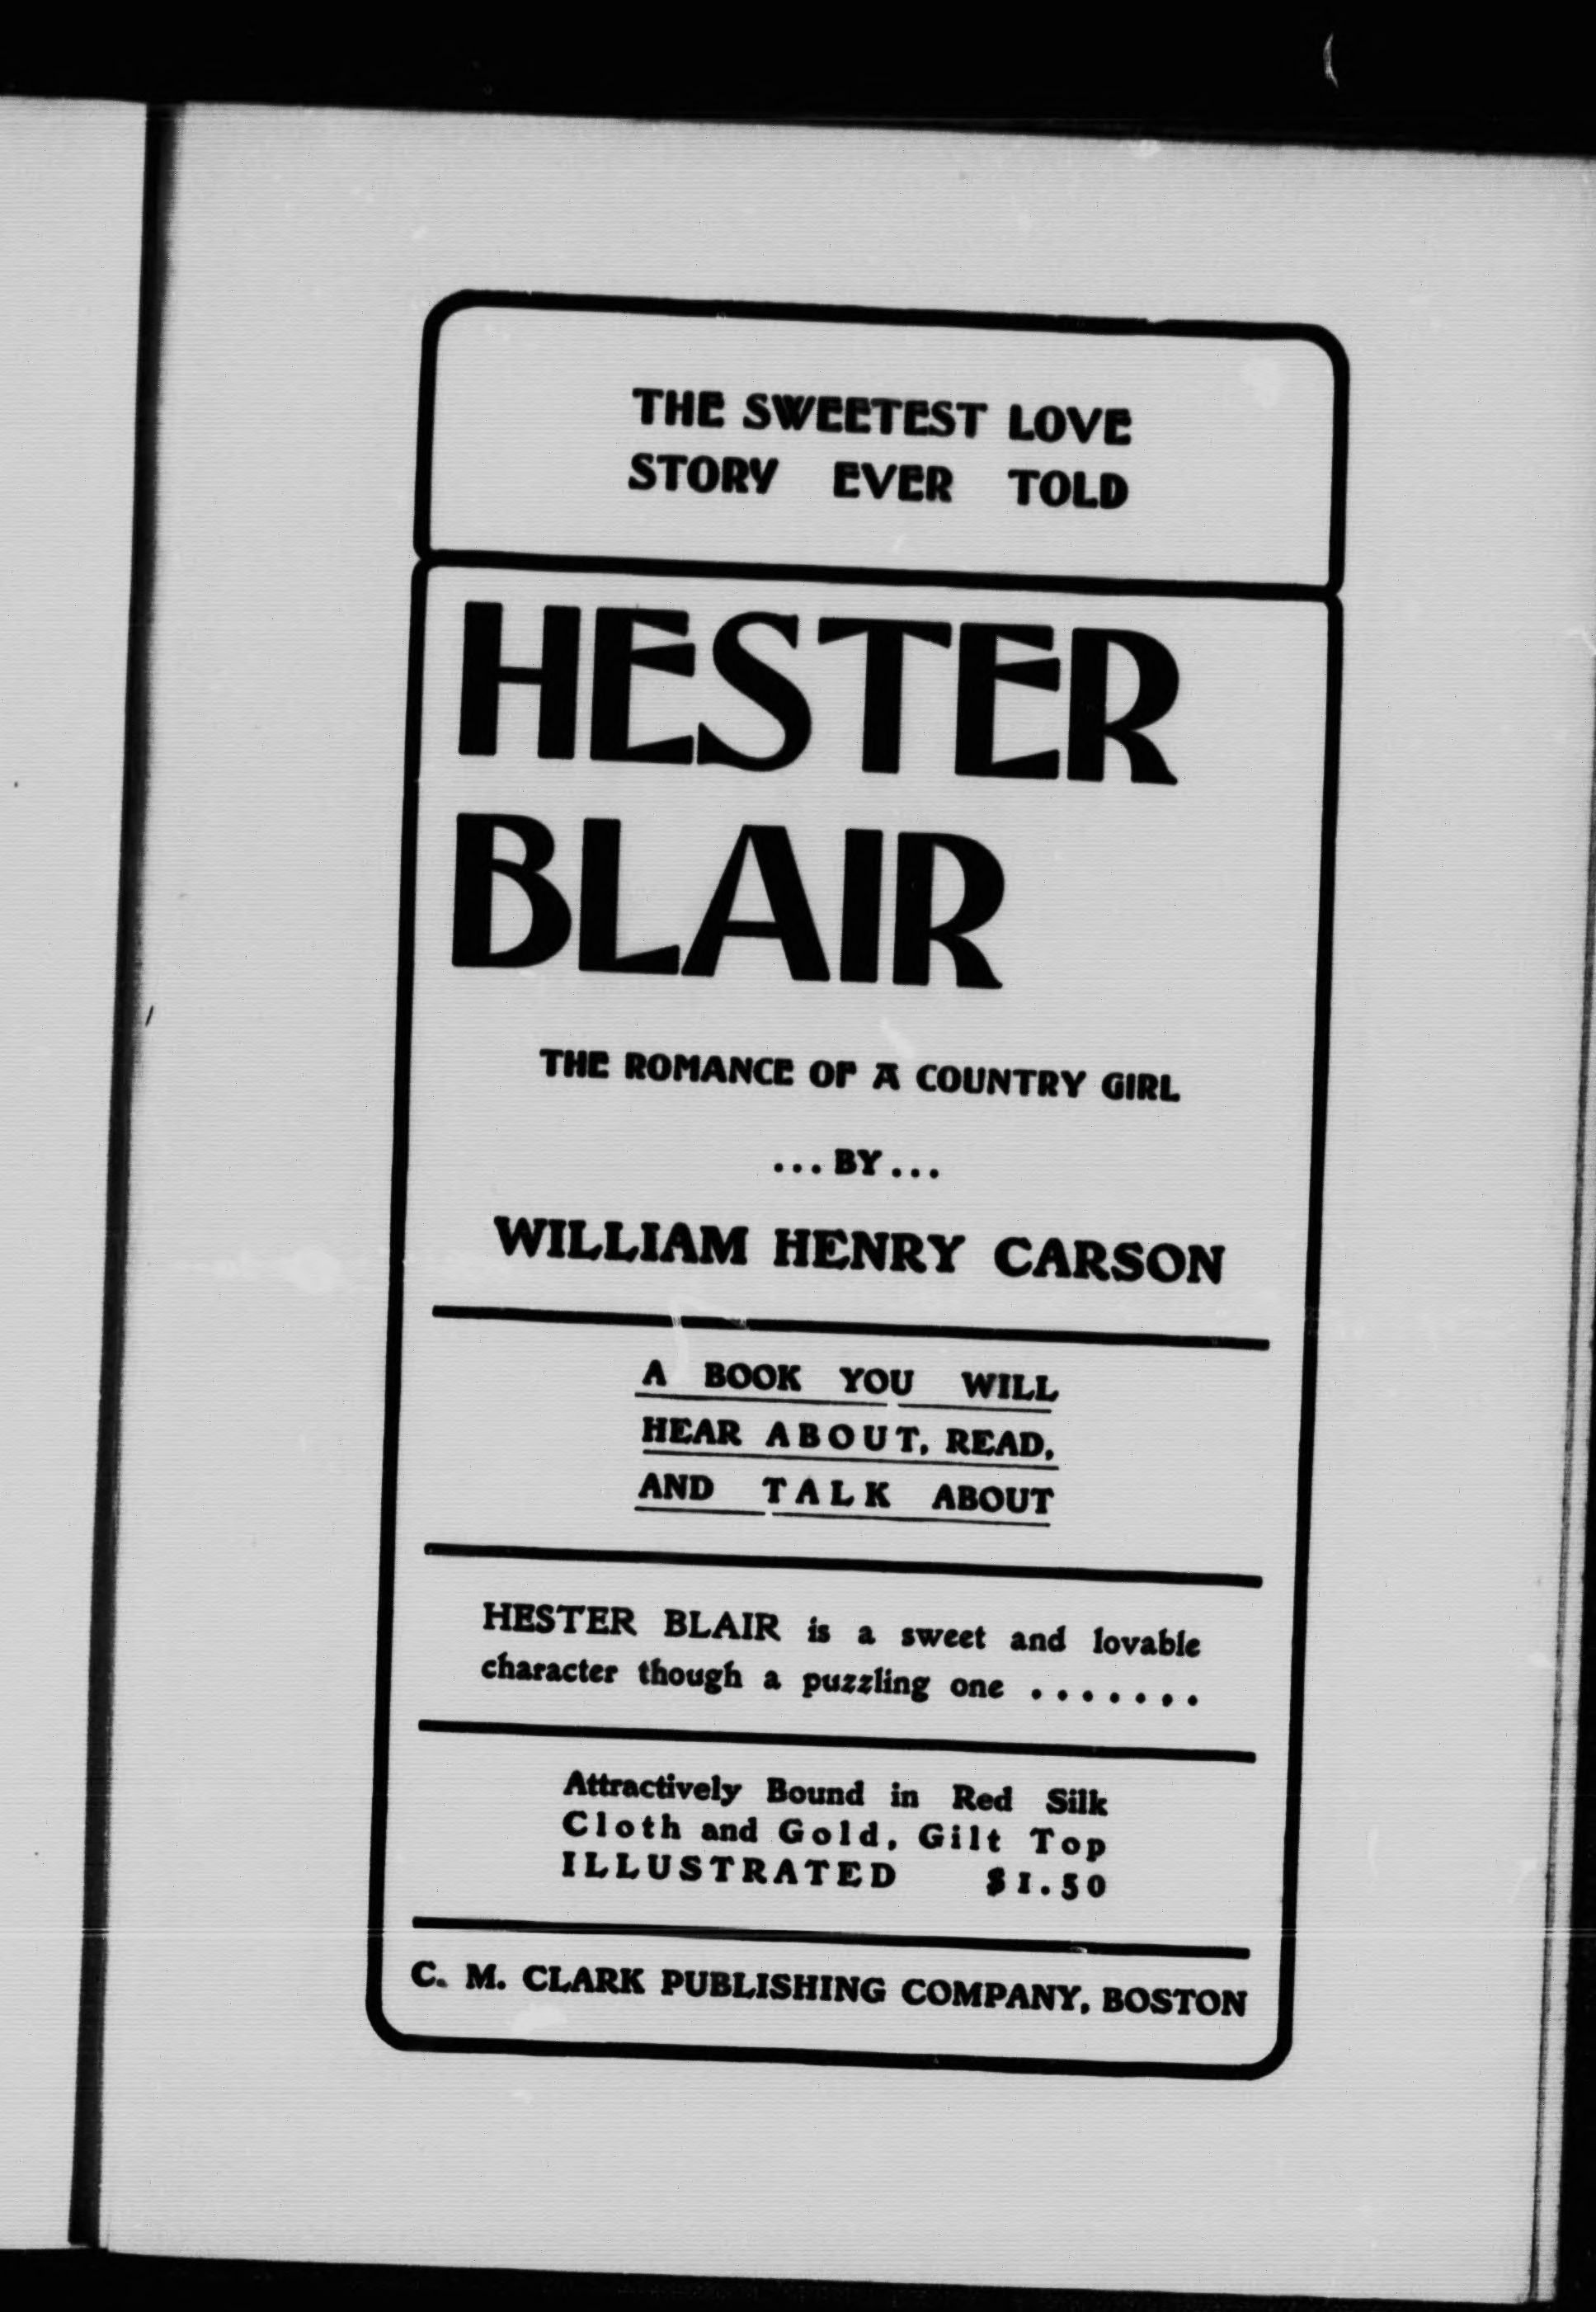 THE SWEETEST LOVE
STORY EVER TOLD
HESTER
BLAIR
THE ROMANCE OF A COUNTRY GIRL
...BY...
WILLIAM HENRY CARSON
A BOOK YOU WILL
HEAR ABOUT, READ,
AND TALK ABOUT
HESTER BLAIR is a sweet and lovable
character though a puzzling one .......
Attractively Bound in Red Silk
Cloth and Gold, Gilt Top
ILLUSTRATED $1.50
C. M. CLARK PUBLISHING COMPANY, BOSTON